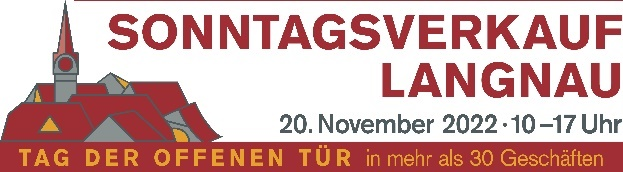 SONNTAGSVERKAUF
LANGNAU
20. November 2022 · 10 – 17 Uhr
TAG DER OFFENEN TÜR in mehr als 30 Geschäften